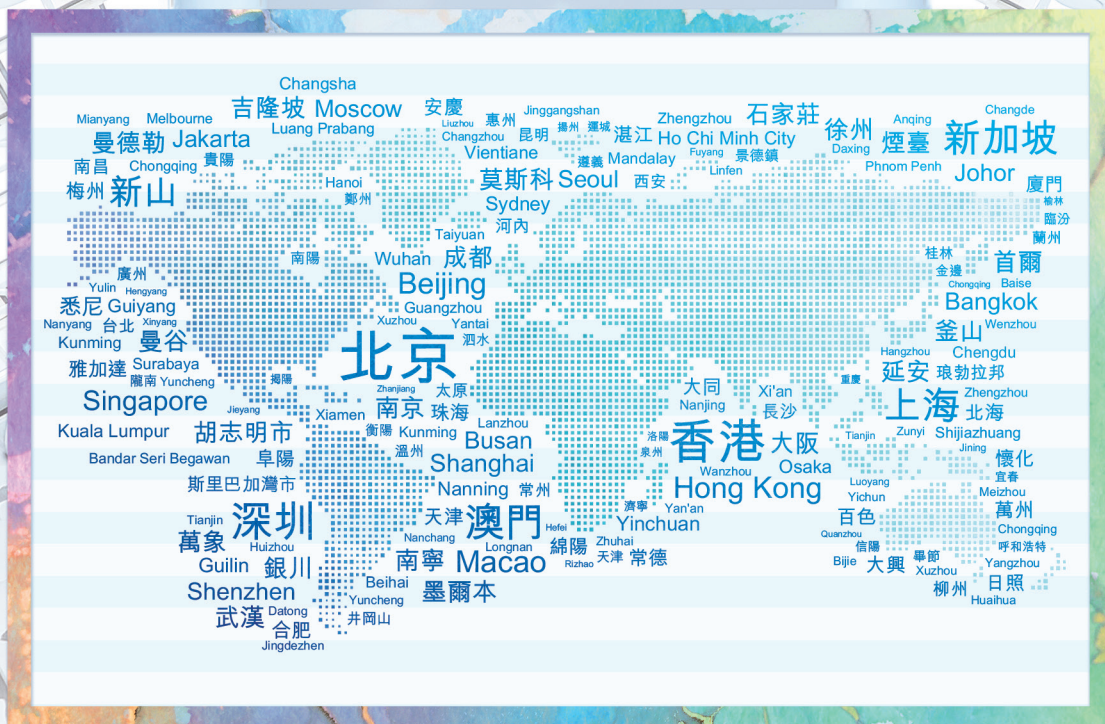 Changsha
吉隆坡 Moscow 安慶
Mianyang Melbourne 惠州 Jinggangshan Zhengzhou 石家莊 Anqing Changde
Luang Prabang Liuzhou 揚州 運城 徐州
曼德勒 Jakarta Changzhou 昆明 湛江 Ho Chi Minh City Daxing 煙臺 新加坡
Vientiane Fuyang 景德鎮
南昌 Chongqing 貴陽 遵義 Mandalay Linfen Phnom Penh Johor
梅州 新山 Hanoi 莫斯科 Seoul 西安 廈門
鄭州 Sydney 榆林
河內 臨汾
Taiyuan 蘭州
南陽 Wuhan 成都 桂林 首爾
廣州 金邊
Yulin Hengyang Beijing Chongqing Baise
悉尼 Guiyang Guangzhou Bangkok
Nanyang 台北 Xinyang Xuzhou Yantai 釜山 Wenzhou
Kunming 曼谷 北京 泗水 Hangzhou Chengdu
雅加達 Surabaya 延安 琅勃拉邦
隴南 Yuncheng 揭陽 Zhanjiang 太原 大同 Xi'an 重慶 Zhengzhou
Singapore Jieyang Xiamen 南京 珠海 Nanjing 長沙 上海 北海
Kuala Lumpur 胡志明市 衡陽 Kunming Lanzhou 洛陽 香港 大阪 Tianjin Zunyi Shijiazhuang
溫州 Busan 泉州 Jining
Bandar Seri Begawan 阜陽 Shanghai Wanzhou Osaka 懷化
斯里巴加灣市 Nanning 常州 Hong Kong Luoyang 宜春
Yichun Meizhou
濟寧 Yan'an 萬州
Tianjin 深圳 天津 澳門 Hefei Yinchuan 百色 Chongqing
萬象 Huizhou Nanchang Longnan 綿陽 Zhuhai Quanzhou 信陽 呼和浩特
Guilin 銀川 南寧 Macao Rizhao 天津 常德 Bijie 大興 畢節 Yangzhou
Shenzhen Beihai 墨爾本 Xuzhou 柳州 日照
Yuncheng Huaihua
武漢 Datong 井岡山
合肥
Jingdezhen